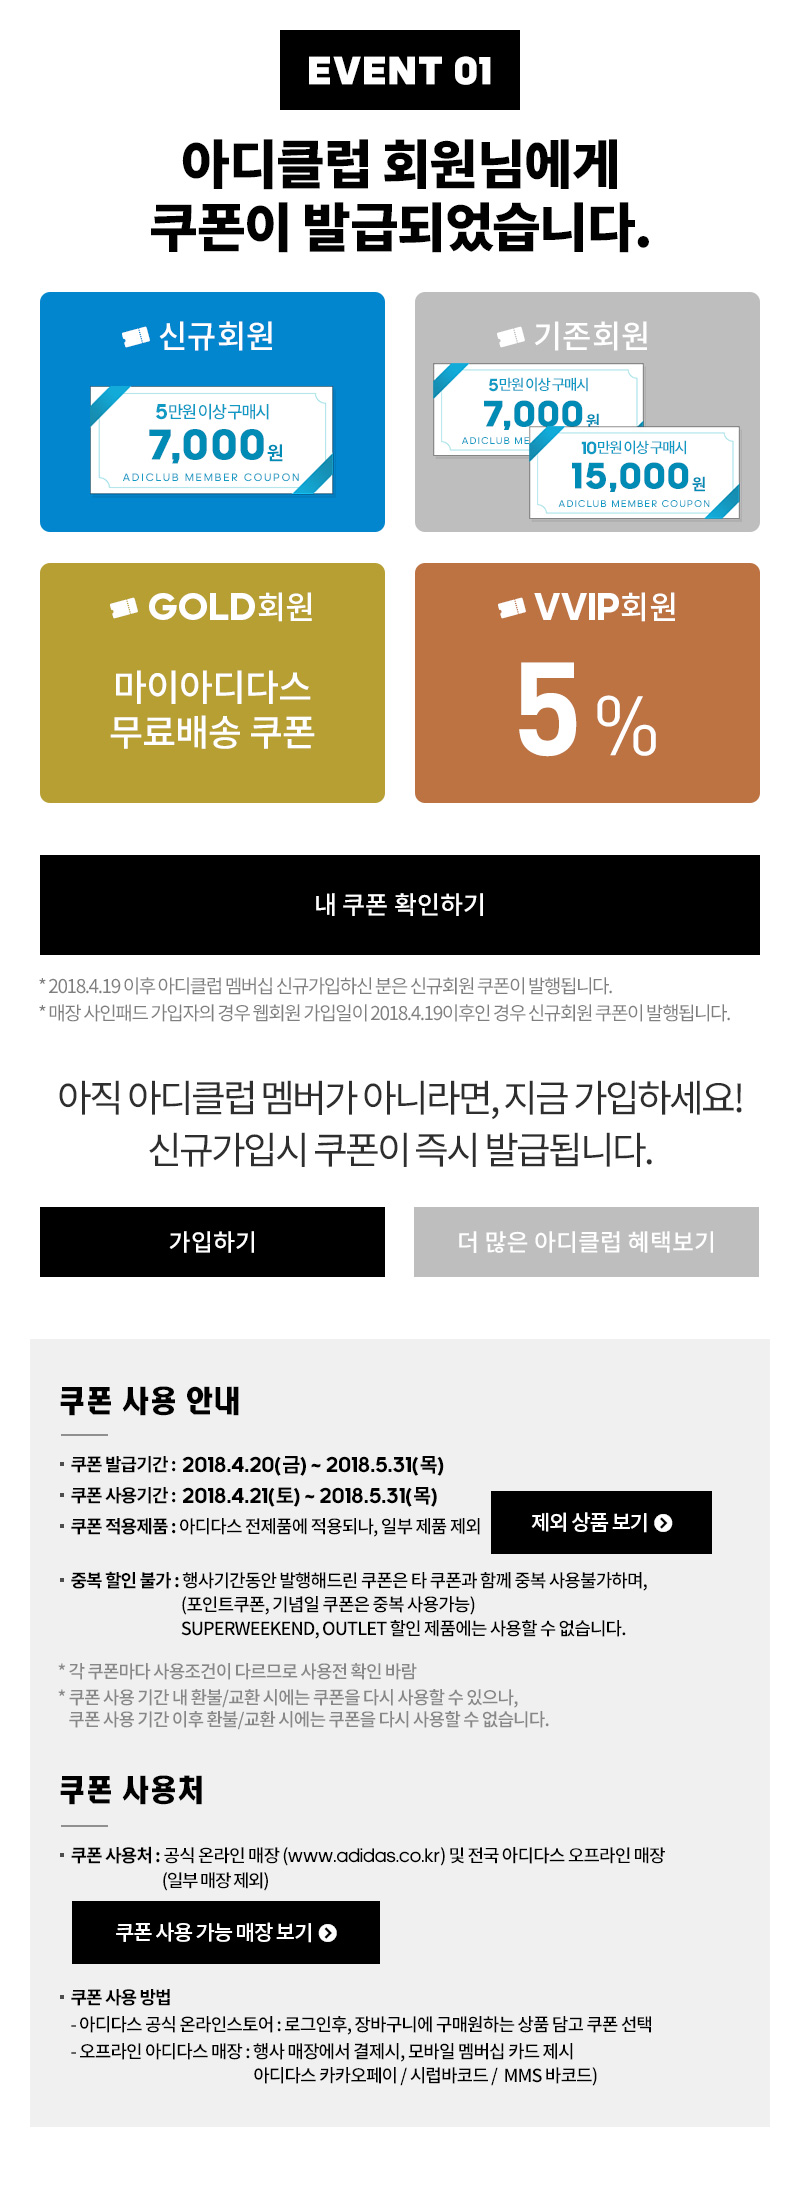 EVENT 01
아디클럽 회원님에게
쿠폰이 발급되었습니다.
신규회원
5만원 이상 구매시
7,000원
ADICLUB MEMBER COUPON
기존회원
5만원 이상 구매시
7,000원
ADICLUB ME
10만원 이상 구매시
15,000원
ADICLUB MEMBER COUPON
GOLD회원
마이아디다스
무료배송 쿠폰
VVIP회원
5 %
내 쿠폰 확인하기
* 2018.4.19 이후 아디클럽 멤버십 신규가입하신 분은 신규회원 쿠폰이 발행됩니다.
* 매장 사인패드 가입자의 경우 웹회원 가입일이 2018.4.19이후인 경우 신규회원 쿠폰이 발행됩니다.
아직 아디클럽 멤버가 아니라면, 지금 가입하세요!
신규가입시 쿠폰이 즉시 발급됩니다.
가입하기
더 많은 아디클럽 혜택보기
쿠폰 사용 안내
· 쿠폰 발급기간 : 2018.4.20(금) ~ 2018.5.31(목)
· 쿠폰 사용기간 : 2018.4.21(토) ~ 2018.5.31(목)
· 쿠폰 적용제품 : 아디다스 전제품에 적용되나, 일부 제품 제외
제외 상품 보기
· 중복 할인 불가 : 행사기간동안 발행해드린 쿠폰은 타 쿠폰과 함께 중복 사용불가하며,
(포인트쿠폰, 기념일 쿠폰은 중복 사용가능)
SUPERWEEKEND, OUTLET 할인 제품에는 사용할 수 없습니다.
* 각 쿠폰마다 사용조건이 다르므로 사용전 확인 바람
* 쿠폰 사용 기간 내 환불/교환 시에는 쿠폰을 다시 사용할 수 있으나,
쿠폰 사용 기간 이후 환불/교환 시에는 쿠폰을 다시 사용할 수 없습니다.
쿠폰 사용처
· 쿠폰 사용처 : 공식 온라인 매장 (www.adidas.co.kr) 및 전국 아디다스 오프라인 매장
(일부 매장 제외)
쿠폰 사용 가능 매장 보기
· 쿠폰 사용 방법
- 아디다스 공식 온라인스토어 : 로그인후, 장바구니에 구매원하는 상품 담고 쿠폰 선택
- 오프라인 아디다스 매장 : 행사 매장에서 결제시, 모바일 멤버십 카드 제시
아디다스 카카오페이 / 시럽바코드 / MMS 바코드)